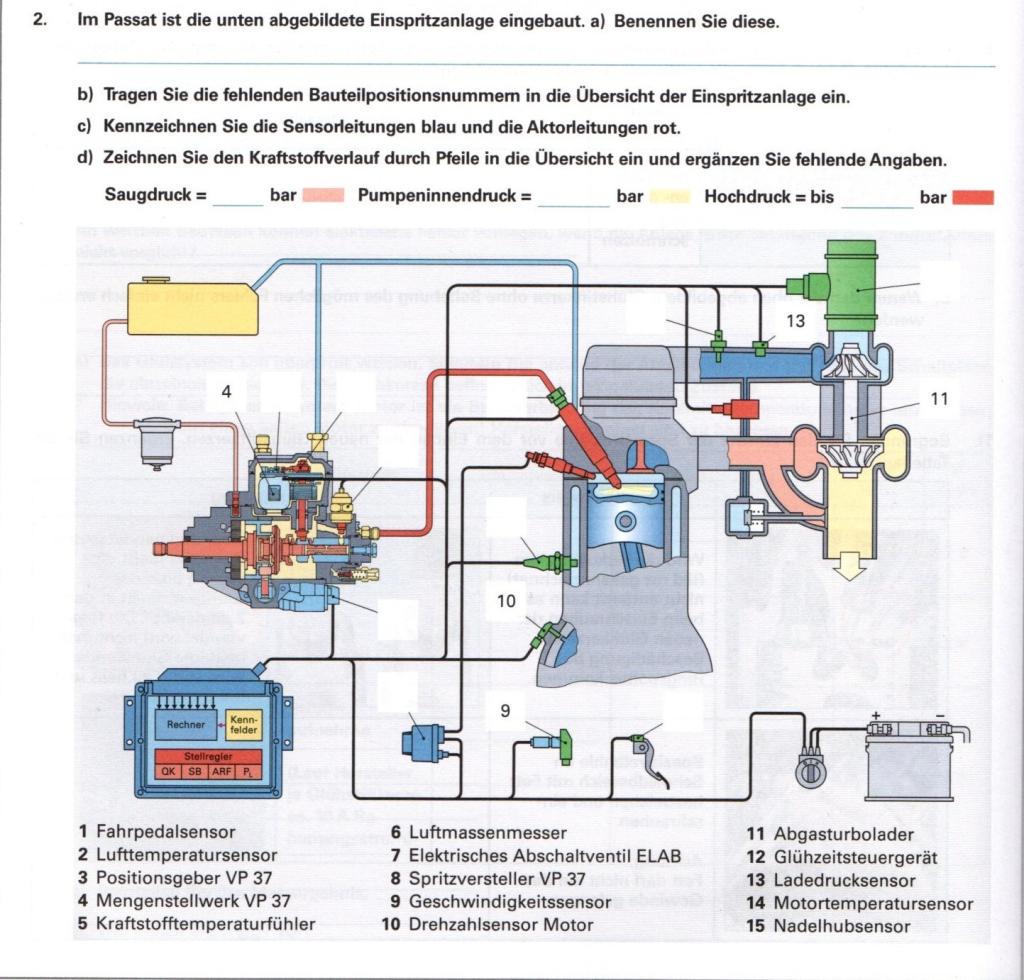 2. Im Passat ist die unten abgebildete Einspritzanlage eingebaut. a) Benennen Sie diese.
b) Tragen Sie die fehlenden Bauteilpositionsnummern in die Übersicht der Einspritzanlage ein.
c) Kennzeichnen Sie die Sensorleitungen blau und die Aktorleitungen rot.
d) Zeichnen Sie den Kraftstoffverlauf durch Pfeile in die Übersicht ein und ergänzen Sie fehlende Angaben.
Saugdruck = ______ bar Pumpeninnendruck = ______ bar Hochdruck = bis ______ bar
13
4
11
10
9
Rechner
Kenn-
felder
Stellregler
QK SB ARF PL
+ −
1 Fahrpedalsensor
2 Lufttemperatursensor
3 Positionsgeber VP 37
4 Mengenstellwerk VP 37
5 Kraftstofftemperaturfühler
6 Luftmassenmesser
7 Elektrisches Abschaltventil ELAB
8 Spritzversteller VP 37
9 Geschwindigkeitssensor
10 Drehzahlsensor Motor
11 Abgasturbolader
12 Glühzeitsteuergerät
13 Ladedrucksensor
14 Motortemperatursensor
15 Nadelhubsensor